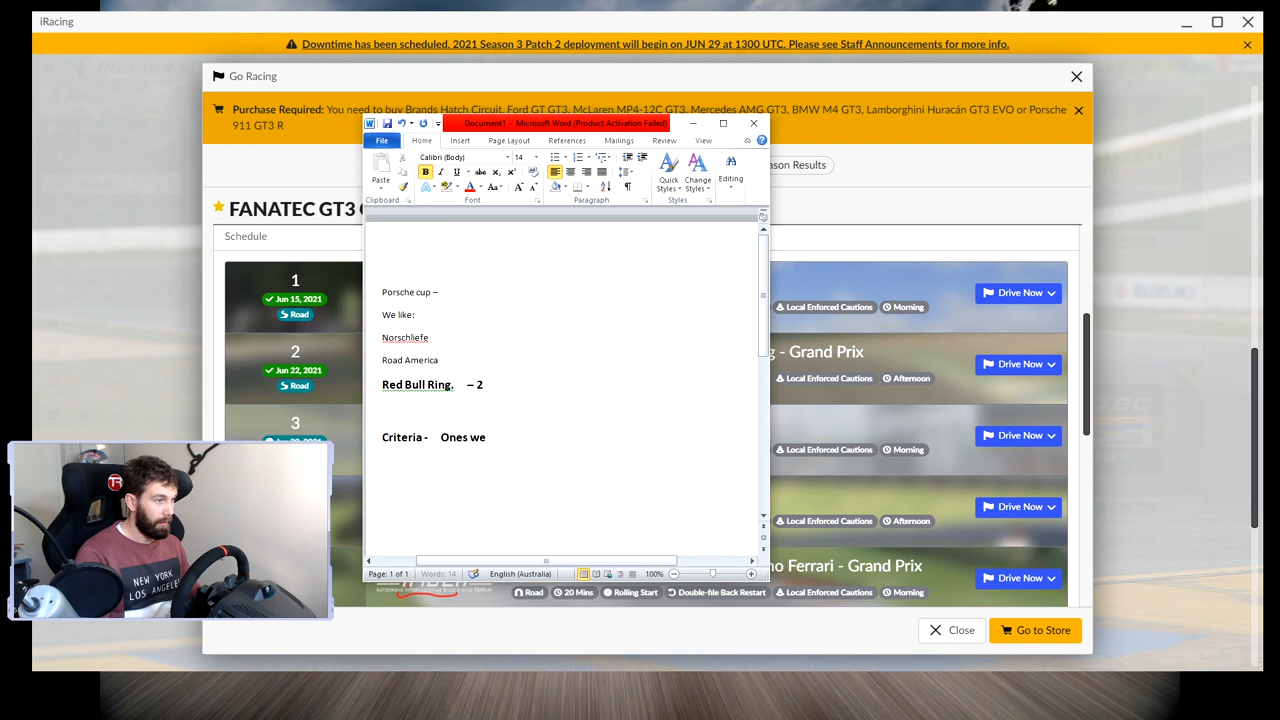 iRacing
Downtime has been scheduled. 2021 Season 3 Patch 2 deployment will begin on JUN 29 at 1300 UTC. Please see Staff Announcements for more info.
Go Racing
Purchase Required: You need to buy Brands Hatch Circuit, Ford GT GT3, McLaren MP4-12C GT3, Mercedes AMG GT3, BMW M4 GT3, Lamborghini Huracán GT3 EVO or Porsche
911 GT3 R
Document1 - Microsoft Word (Product Activation Failed)
File Home Insert Page Layout References Mailings Review View
Calibri (Body) 14
Paste
Quick Styles
Change Styles
Editing
Clipboard Font Paragraph Styles
ason Results
FANATEC GT3
Schedule
1
Jun 15, 2021
Road
Local Enforced Cautions Morning
Drive Now
2
Jun 22, 2021
Road
g - Grand Prix
Local Enforced Cautions Afternoon
Drive Now
3
Local Enforced Cautions Morning
Drive Now
Local Enforced Cautions Afternoon
Drive Now
no Ferrari - Grand Prix
Road 20 Mins Rolling Start Double-file Back Restart Local Enforced Cautions Morning
Drive Now
Porsche cup –
We like:
Norschliefe
Road America
Red Bull Ring. – 2
Criteria - Ones we
Page: 1 of 1 Words: 14 English (Australia) 100%
Close Go to Store
TR
NEW YORK
LOS ANGELES